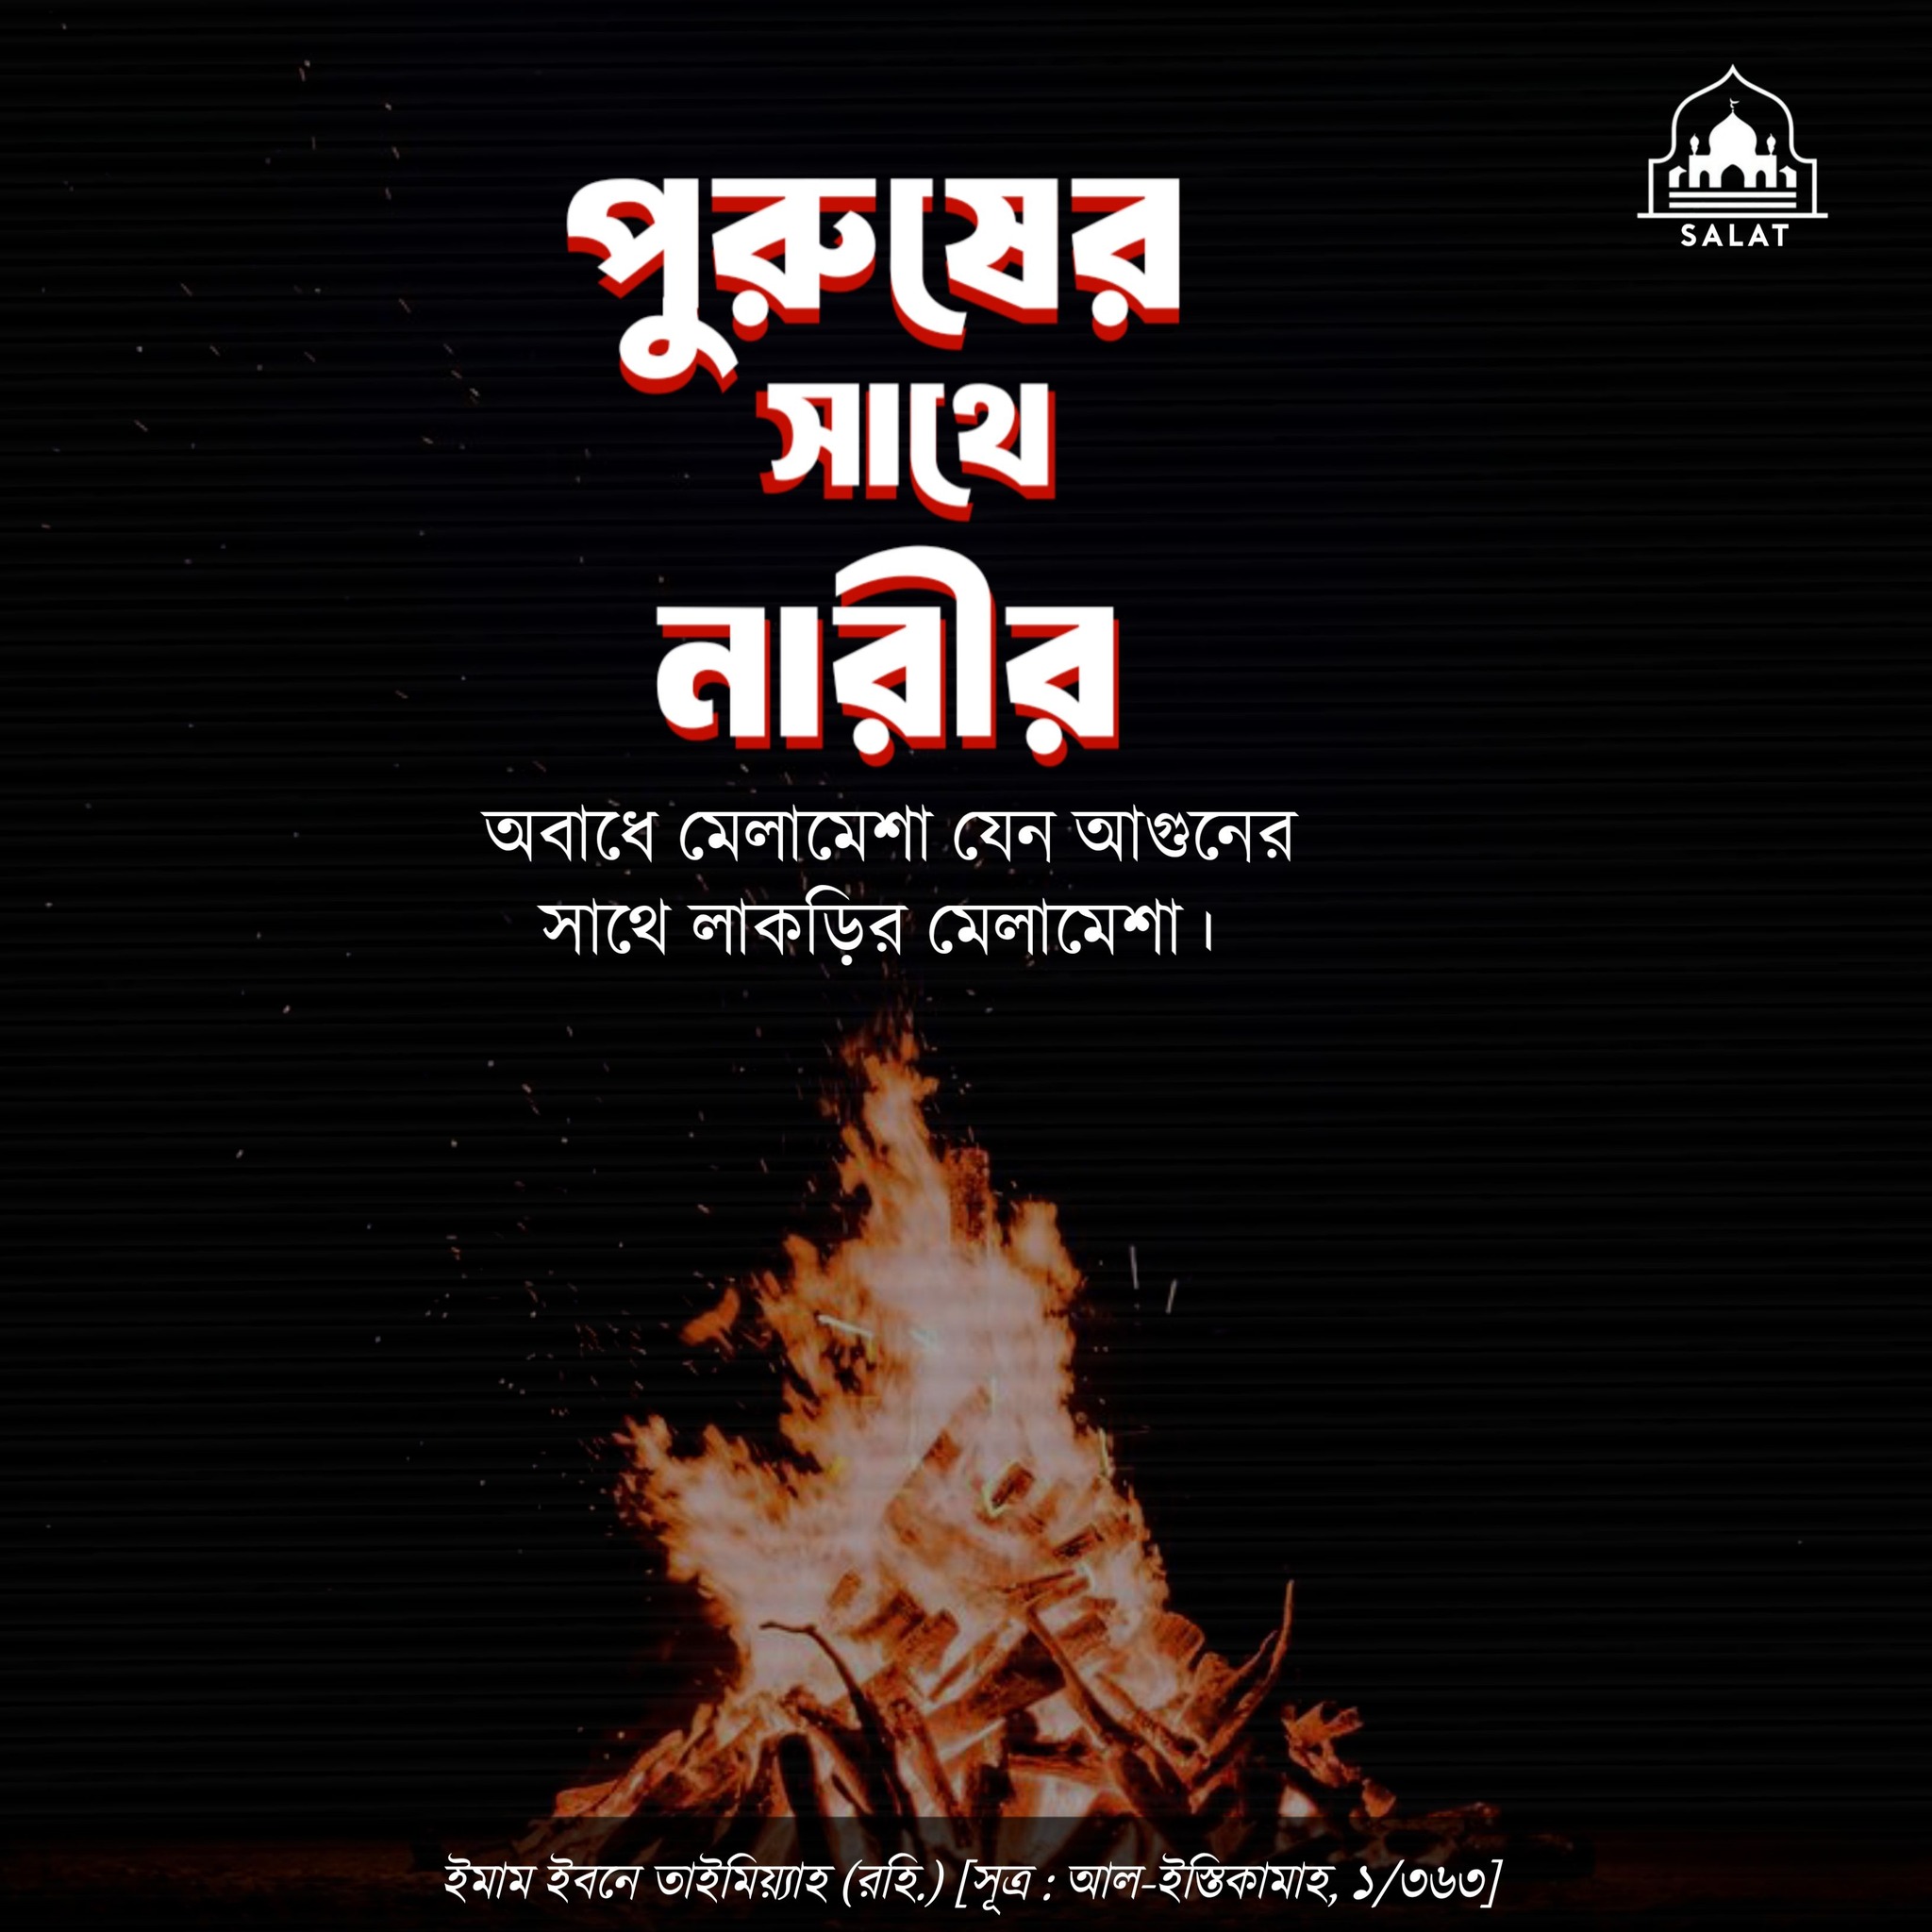 SALAT
পুরুষের
সাথে
নারীর
অবাধে মেলামেশা যেন আগুনের
সাথে লাকড়ির মেলামেশা।
ইমাম ইবনে তাইমিয়্যাহ (রহি.) [সূত্র : আল-ইস্তিকামাহ, ১/৩৬৩]